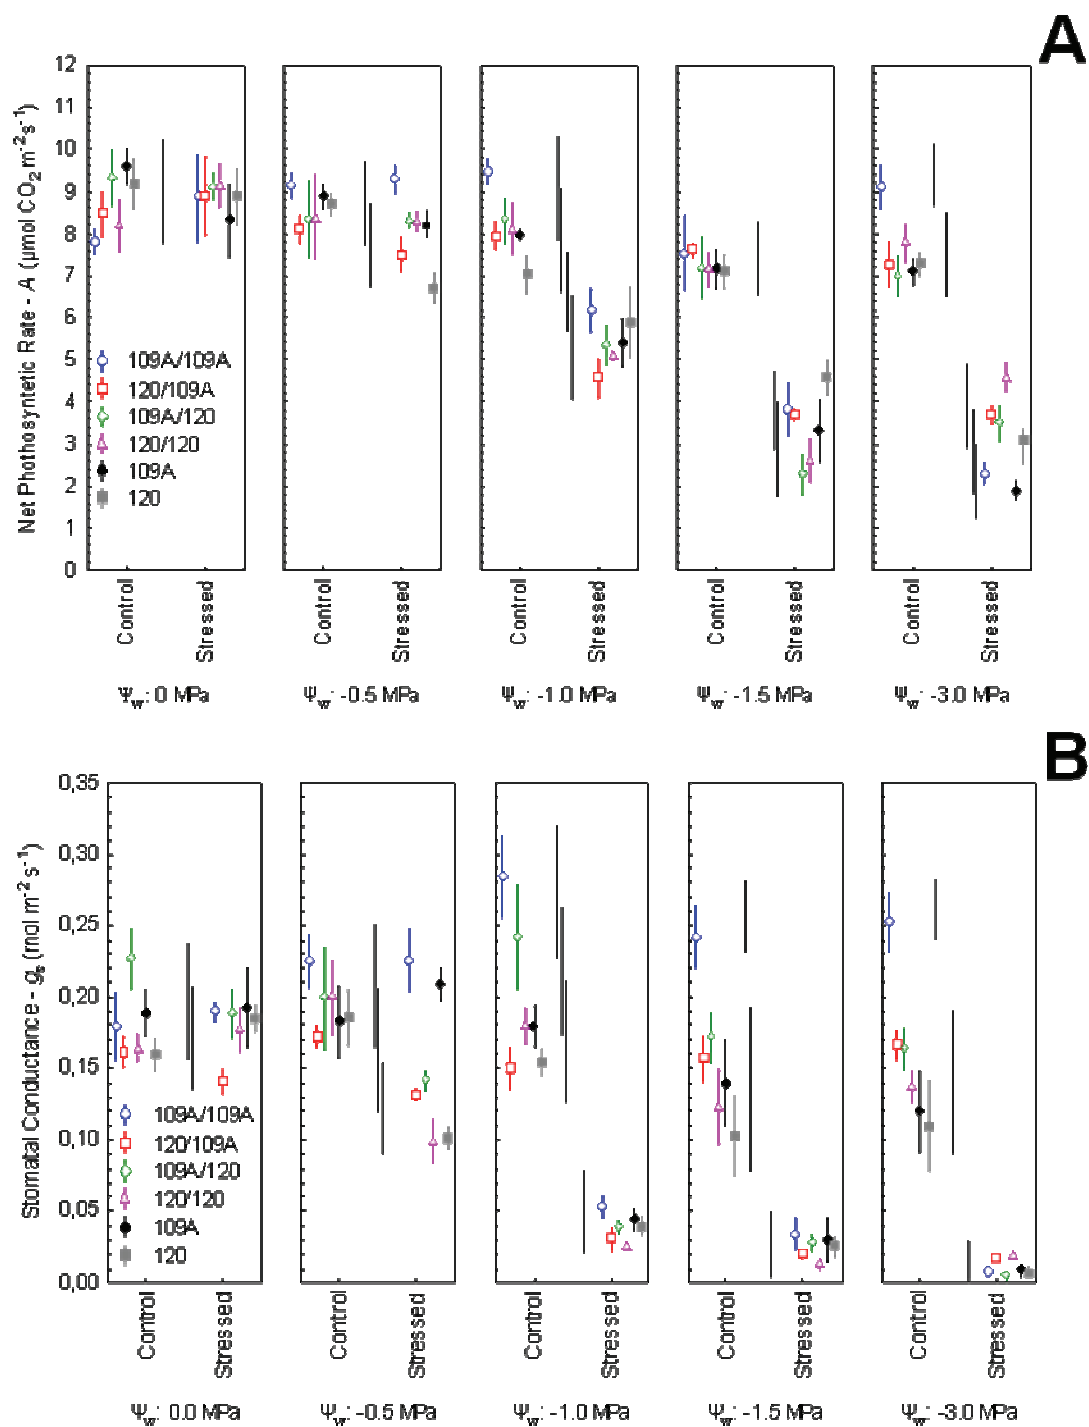 A
Net Phothosyntetic Rate - A (µmol CO2 m-2 s-1)
12
11
10
9
8
7
6
5
4
3
2
1
0
109A/109A
120/109A
109A/120
120/120
109A
120
Control
Stressed
Control
Stressed
Control
Stressed
Control
Stressed
Control
Stressed
Ψw: 0 MPa
Ψw: -0.5 MPa
Ψw: -1.0 MPa
Ψw: -1.5 MPa
Ψw: -3.0 MPa
B
Stomatal Conductance - gs (mol m-2 s-1)
0,35
0,30
0,25
0,20
0,15
0,10
0,05
0,00
109A/109A
120/109A
109A/120
120/120
109A
120
Control
Stressed
Control
Stressed
Control
Stressed
Control
Stressed
Control
Stressed
Ψw: 0.0 MPa
Ψw: -0.5 MPa
Ψw: -1.0 MPa
Ψw: -1.5 MPa
Ψw: -3.0 MPa